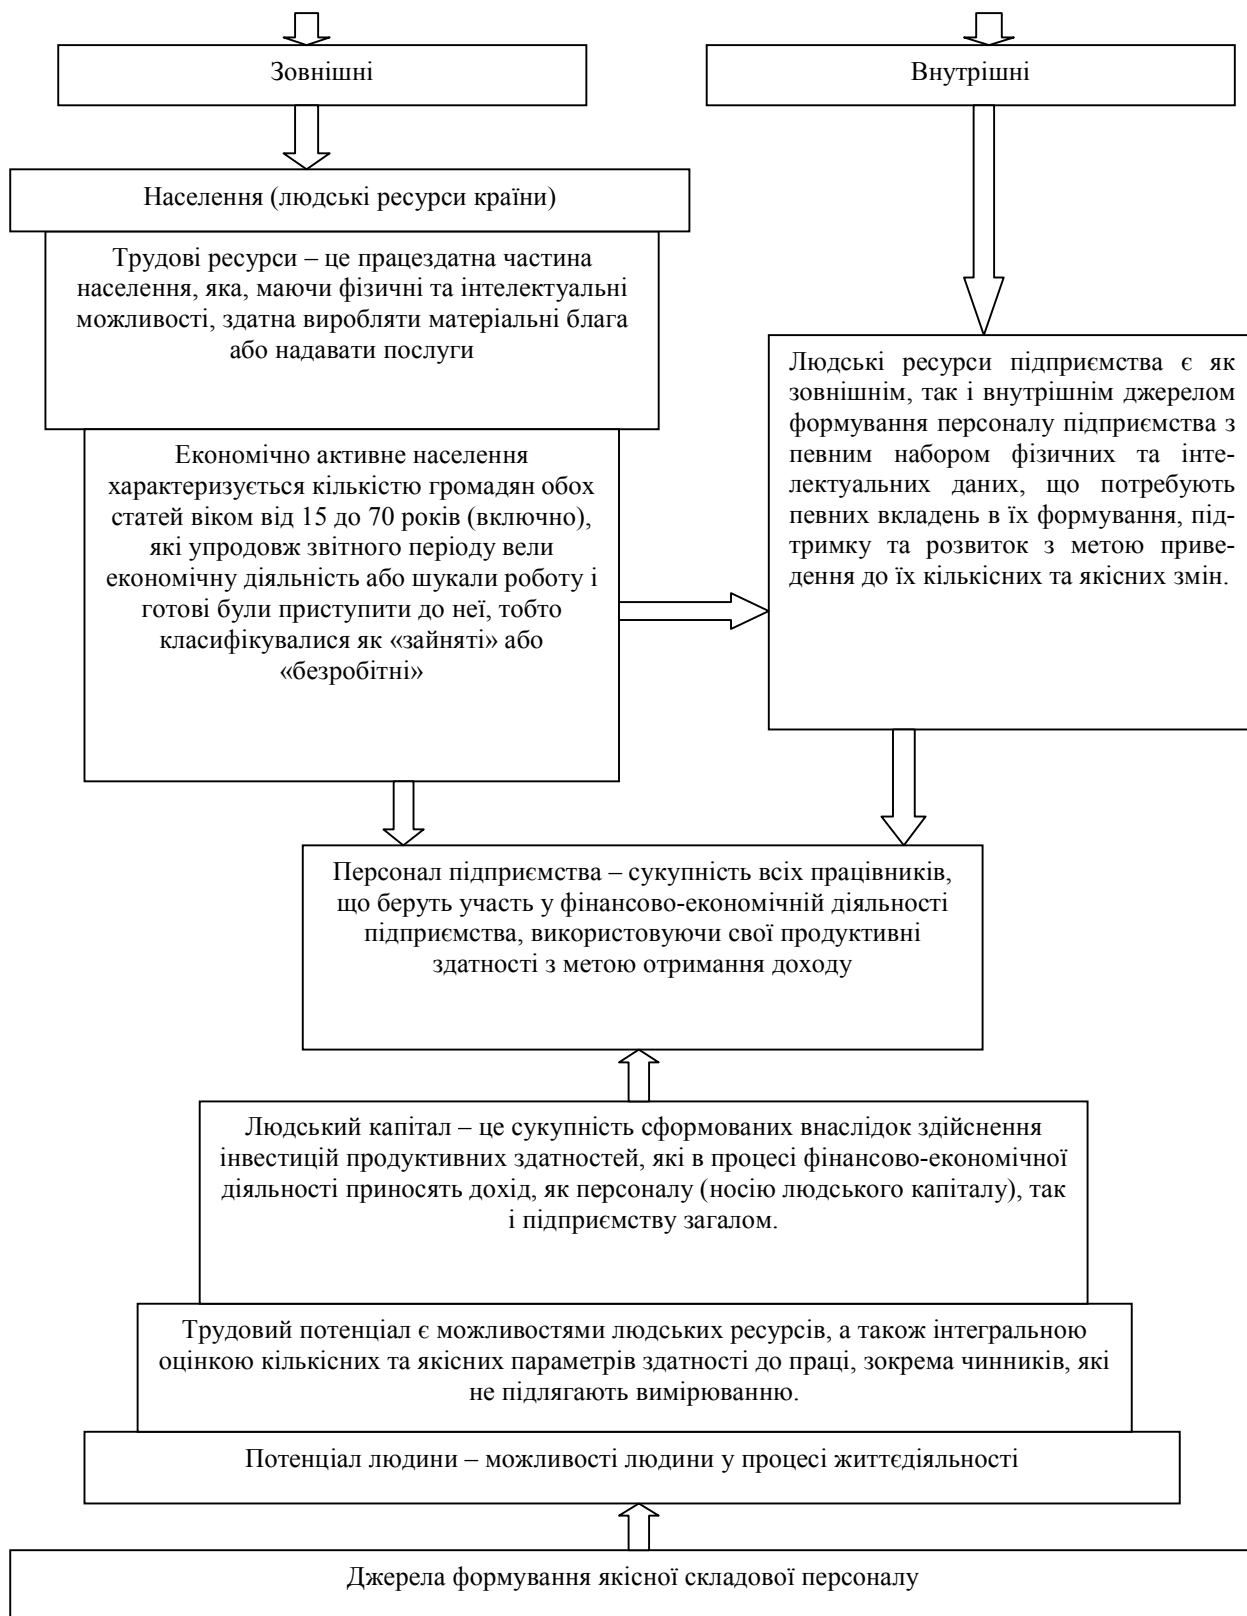 Зовнішні
Внутрішні
Населення (людські ресурси країни)
Трудові ресурси – це працездатна частина
населення, яка, маючи фізичні та інтелектуальні
можливості, здатна виробляти матеріальні блага
або надавати послуги
Людські ресурси підприємства є як
зовнішнім, так і внутрішнім джерелом
формування персоналу підприємства з
певним набором фізичних та інте-
лектуальних даних, що потребують
певних вкладень в їх формування, під-
тримку та розвиток з метою приве-
дення до їх кількісних та якісних змін.
Економічно активне населення
характеризується кількістю громадян обох
статей віком від 15 до 70 років (включно),
які упродовж звітного періоду вели
економічну діяльність або шукали роботу і
готові були приступити до неї, тобто
класифікувалися як «зайняті» або
«безробітні»
Персонал підприємства – сукупність всіх працівників,
що беруть участь у фінансово-економічній діяльності
підприємства, використовуючи свої продуктивні
здатності з метою отримання доходу
Людський капітал – це сукупність сформованих внаслідок здійснення
інвестицій продуктивних здатностей, які в процесі фінансово-економічної
діяльності приносять дохід, як персоналу (носію людського капіталу), так
і підприємству загалом.
Трудовий потенціал є можливостями людських ресурсів, а також інтегральною
оцінкою кількісних та якісних параметрів здатності до праці, зокрема чинників, які
не підлягають вимірюванню.
Потенціал людини – можливості людини у процесі життєдіяльності
Джерела формування якісної складової персоналу